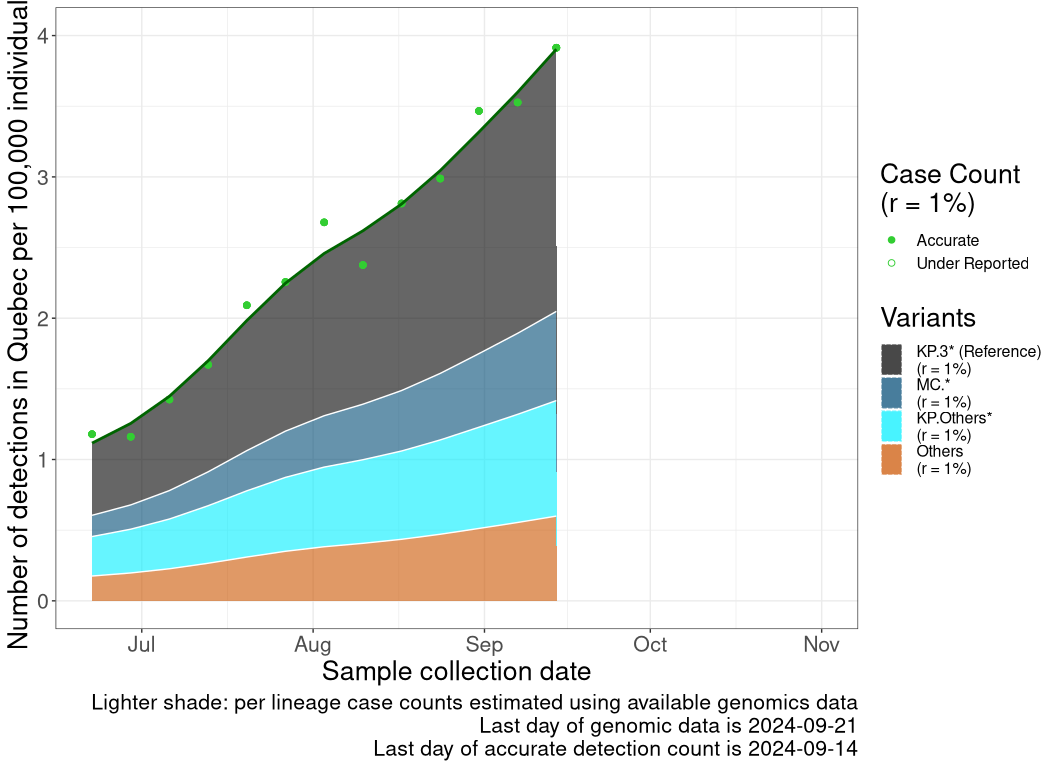 Number of detections in Quebec per 100,000 individual
4
3
2
1
0
Jul Aug Sep Oct Nov
Sample collection date
Lighter shade: per lineage case counts estimated using available genomics data
Last day of genomic data is 2024-09-21
Last day of accurate detection count is 2024-09-14
Case Count
(r = 1%)
Accurate
Under Reported
Variants
KP.3* (Reference)
(r = 1%)
MC.*
(r = 1%)
KP.Others*
(r = 1%)
Others
(r = 1%)